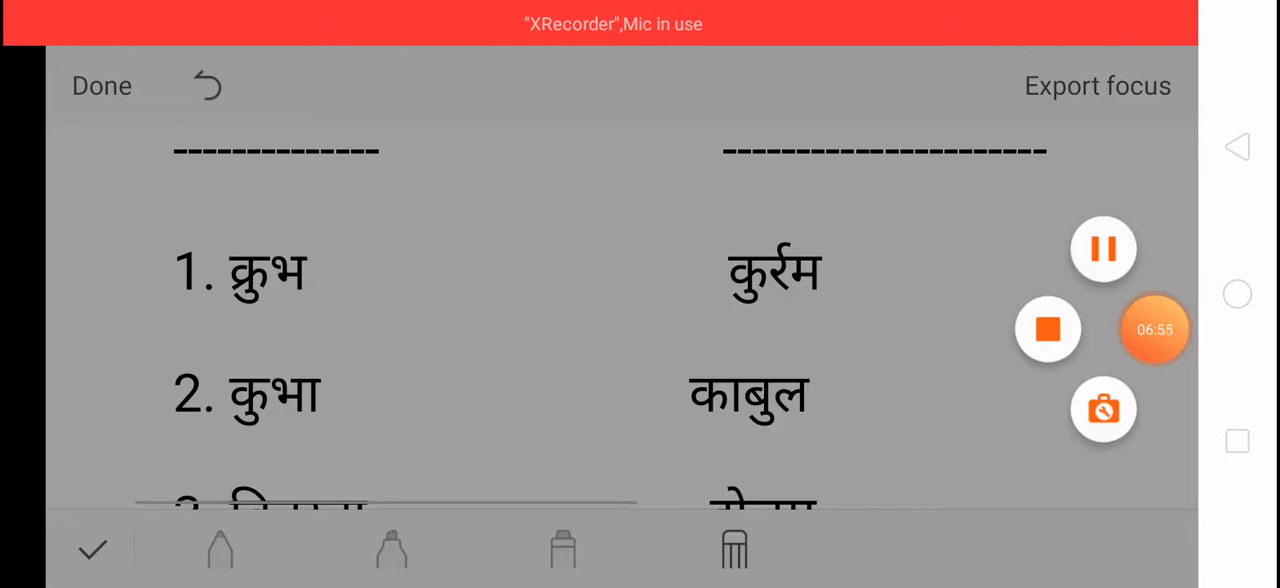 "XRecorder",Mic in use
Done
Export focus
-------------- ----------------------
1. क्रुभ कुर्रम
06:55
2. कुभा काबुल